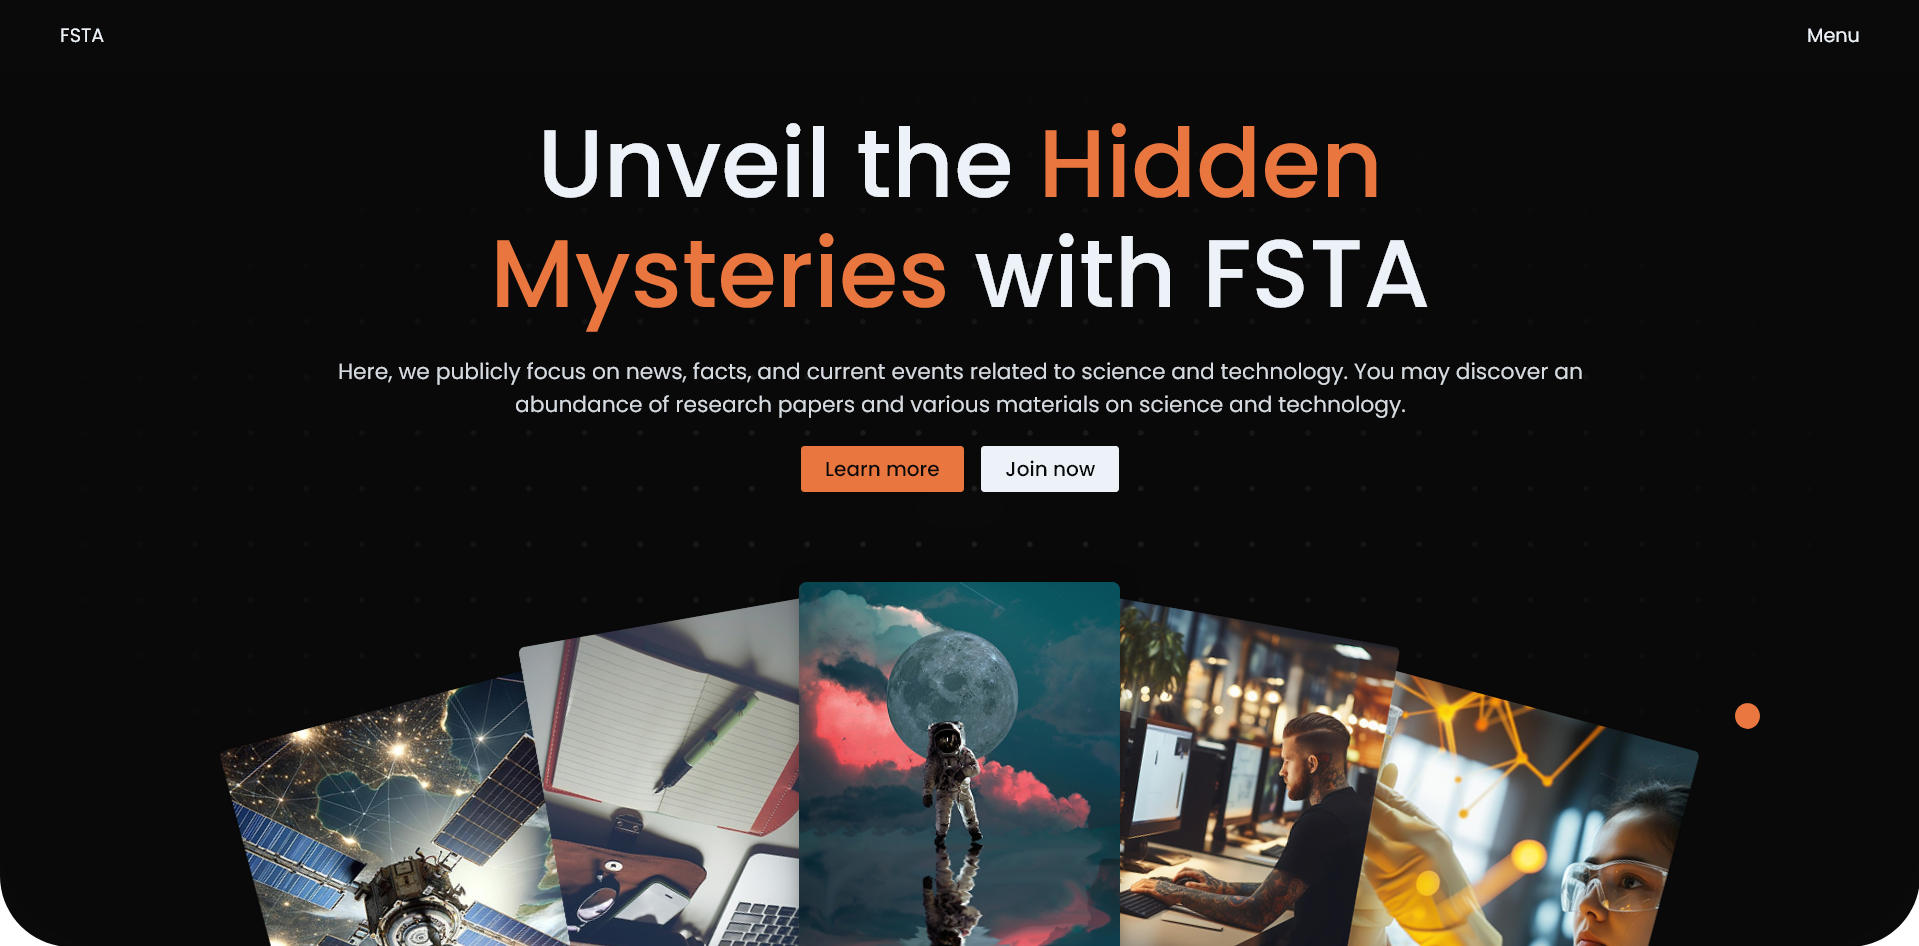 FSTA
Menu
Unveil the Hidden
Mysteries with FSTA
Here, we publicly focus on news, facts, and current events related to science and technology. You may discover an
abundance of research papers and various materials on science and technology.
Learn more
Join now